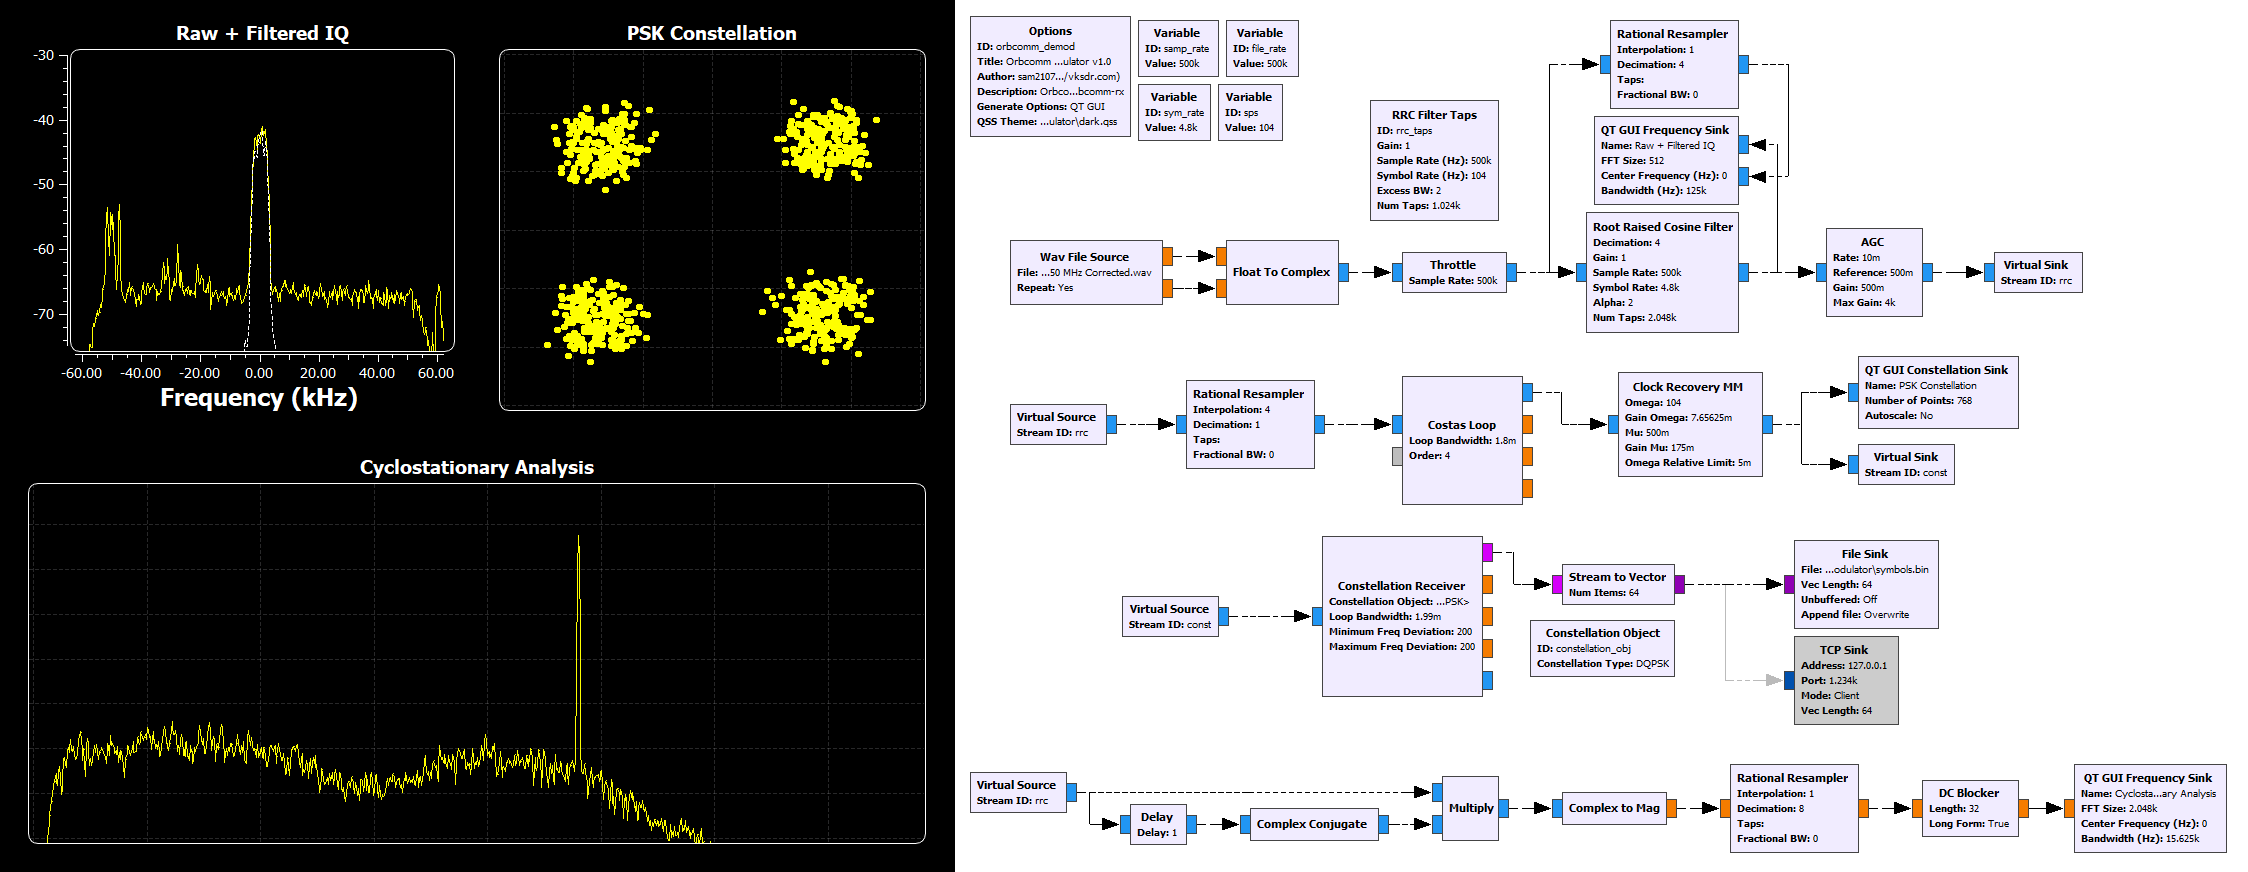 Raw + Filtered IQ
-30
-40
-50
-60
-70
-60.00 -40.00 -20.00 0.00 20.00 40.00 60.00
Frequency (kHz)
PSK Constellation
Cyclostationary Analysis
Options
ID: orbcomm_demod
Title: Orbcomm ...ulator v1.0
Author: sam2107.../vksdr.com)
Description: Orbco...bcomm-rx
Generate Options: QT GUI
QSS Theme: ...ulator\dark.qss
Variable
ID: samp_rate
Value: 500k
Variable
ID: file_rate
Value: 500k
Variable
ID: sym_rate
Value: 4.8k
Variable
ID: sps
Value: 104
RRC Filter Taps
ID: rrc_taps
Gain: 1
Sample Rate (Hz): 500k
Symbol Rate (Hz): 104
Excess BW: 2
Num Taps: 1.024k
Rational Resampler
Interpolation: 1
Decimation: 4
Taps:
Fractional BW: 0
QT GUI Frequency Sink
Name: Raw + Filtered IQ
FFT Size: 512
Center Frequency (Hz): 0
Bandwidth (Hz): 125k
Wav File Source
File: ...50 MHz Corrected.wav
Repeat: Yes
Float To Complex
Throttle
Sample Rate: 500k
Root Raised Cosine Filter
Decimation: 4
Gain: 1
Sample Rate: 500k
Symbol Rate: 4.8k
Alpha: 2
Num Taps: 2.048k
AGC
Rate: 10m
Reference: 500m
Gain: 500m
Max Gain: 4k
Virtual Sink
Stream ID: rrc
Virtual Source
Stream ID: rrc
Rational Resampler
Interpolation: 4
Decimation: 1
Taps:
Fractional BW: 0
Costas Loop
Loop Bandwidth: 1.8m
Order: 4
Clock Recovery MM
Omega: 104
Gain Omega: 7.65625m
Mu: 500m
Gain Mu: 175m
Omega Relative Limit: 5m
QT GUI Constellation Sink
Name: PSK Constellation
Number of Points: 768
Autoscale: No
Virtual Sink
Stream ID: const
Virtual Source
Stream ID: const
Constellation Receiver
Constellation Object: ...PSK>
Loop Bandwidth: 1.99m
Minimum Freq Deviation: 200
Maximum Freq Deviation: 200
Stream to Vector
Num Items: 64
Constellation Object
ID: constellation_obj
Constellation Type: DQPSK
File Sink
File: ...odulator\symbols.bin
Vec Length: 64
Unbuffered: Off
Append file: Overwrite
TCP Sink
Address: 127.0.0.1
Port: 1.234k
Mode: Client
Vec Length: 64
Virtual Source
Stream ID: rrc
Delay
Delay: 1
Complex Conjugate
Multiply
Complex to Mag
Rational Resampler
Interpolation: 1
Decimation: 8
Taps:
Fractional BW: 0
DC Blocker
Length: 32
Long Form: True
QT GUI Frequency Sink
Name: Cyclosta...ary Analysis
FFT Size: 2.048k
Center Frequency (Hz): 0
Bandwidth (Hz): 15.625k